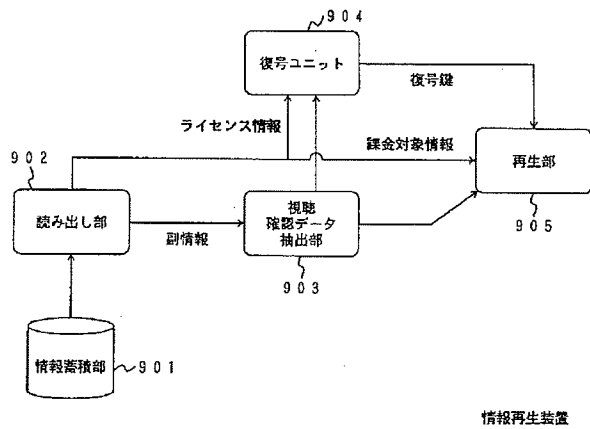 904
復号ユニット
復号鍵
ライセンス情報
課金対象情報
902
再生部
読み出し部
副情報
視聴
確認データ
抽出部
905
903
情報蓄積部
901
情報再生装置